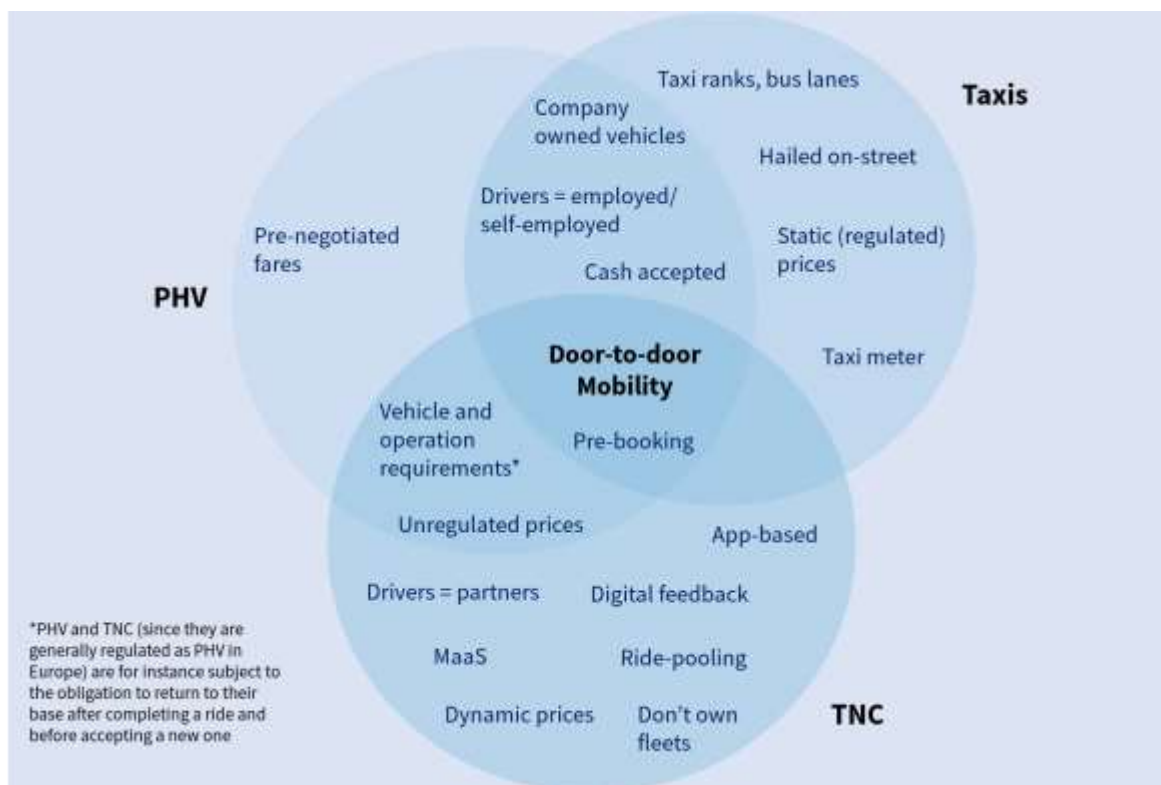 Taxi ranks, bus lanes
Taxis
Company
owned vehicles
Hailed on-street
Drivers = employed/
self-employed
Pre-negotiated
fares
Static (regulated)
prices
Cash accepted
PHV
Door-to-door
Mobility
Taxi meter
Vehicle and
operation
requirements*
Pre-booking
Unregulated prices
App-based
Drivers = partners
Digital feedback
*PHV and TNC (since they are
generally regulated as PHV in
Europe) are for instance subject to
the obligation to return to their
base after completing a ride and
before accepting a new one
MaaS
Ride-pooling
Dynamic prices
Don't own
fleets
TNC